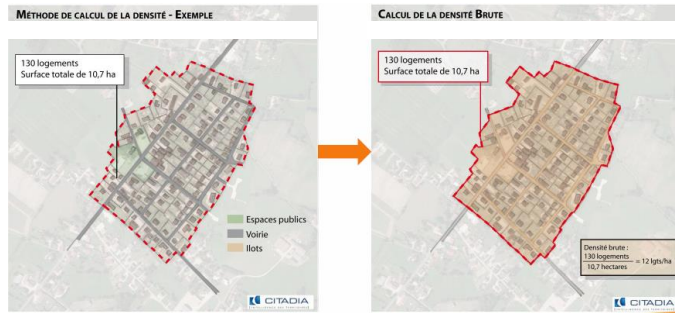 MÉTHODE DE CALCUL DE LA DENSITÉ - EXEMPLE
130 logements
Surface totale de 10,7 ha
Espaces publics
Voirie
Ilots
CITADIA
CALCUL DE LA DENSITÉ BRUTE
130 logements
Surface totale de 10,7 ha
Densité brute :
130 logements
10,7 hectares
= 12 lgts/ha
CITADIA